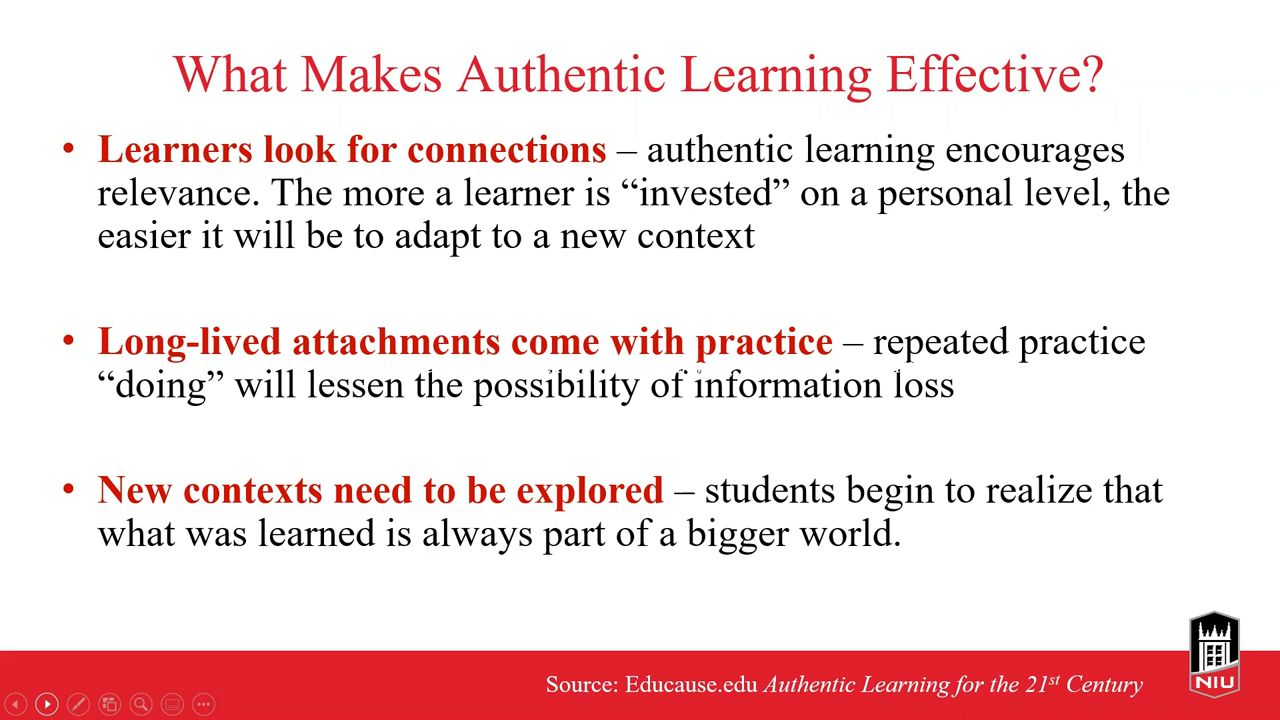 What Makes Authentic Learning Effective?
• Learners look for connections – authentic learning encourages
relevance. The more a learner is “invested” on a personal level, the
easier it will be to adapt to a new context
• Long-lived attachments come with practice – repeated practice
“doing” will lessen the possibility of information loss
• New contexts need to be explored – students begin to realize that
what was learned is always part of a bigger world.
Source: Educause.edu Authentic Learning for the 21st Century
NIU